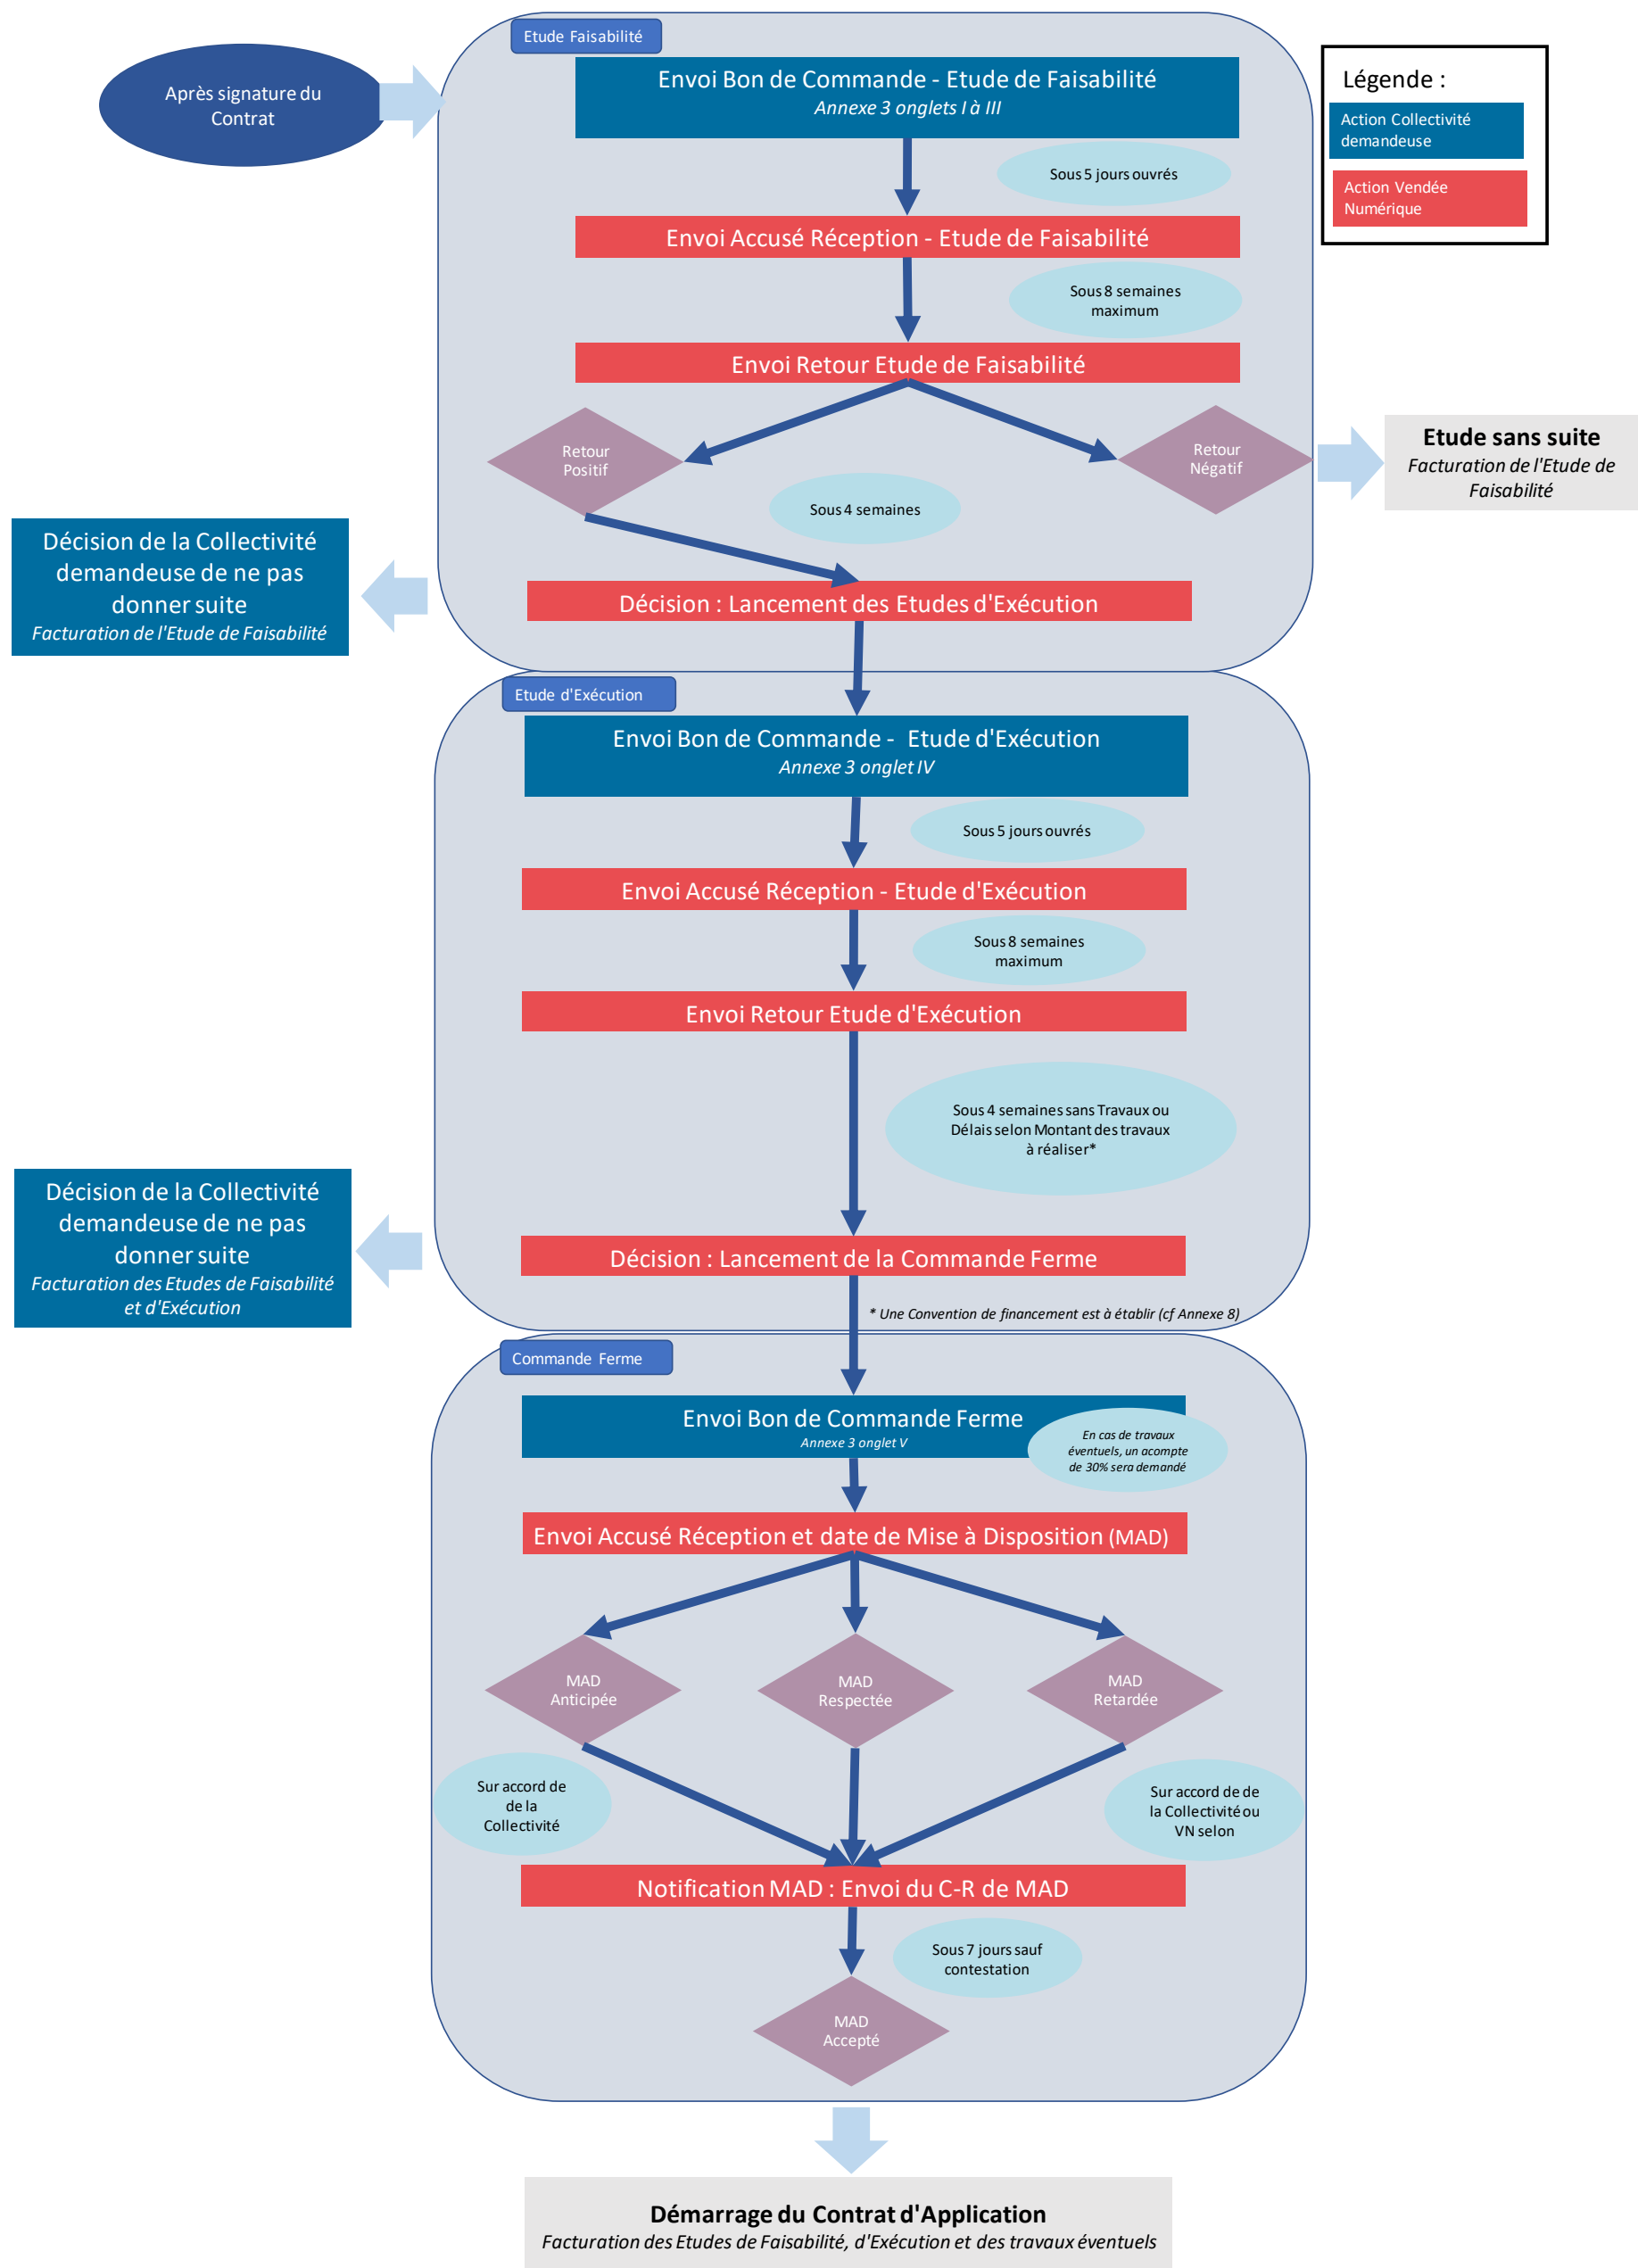 Etude Faisabilité
Après signature du
Contrat
Envoi Bon de Commande - Etude de Faisabilité
Annexe 3 onglets I à III
Légende :
Action Collectivité
demandeuse
Action Vendée
Numérique
Sous 5 jours ouvrés
Envoi Accusé Réception - Etude de Faisabilité
Sous 8 semaines
maximum
Envoi Retour Etude de Faisabilité
Retour
Positif
Retour
Négatif
Etude sans suite
Facturation de l'Etude de
Faisabilité
Sous 4 semaines
Décision de la Collectivité
demandeuse de ne pas
donner suite
Facturation de l'Etude de Faisabilité
Décision : Lancement des Etudes d'Exécution
Etude d'Exécution
Envoi Bon de Commande - Etude d'Exécution
Annexe 3 onglet IV
Sous 5 jours ouvrés
Envoi Accusé Réception - Etude d'Exécution
Sous 8 semaines
maximum
Envoi Retour Etude d'Exécution
Sous 4 semaines sans Travaux ou
Délais selon Montant des travaux
à réaliser*
Décision de la Collectivité
demandeuse de ne pas
donner suite
Facturation des Etudes de Faisabilité
et d'Exécution
Décision : Lancement de la Commande Ferme
* Une Convention de financement est à établir (cf Annexe 8)
Commande Ferme
Envoi Bon de Commande Ferme
Annexe 3 onglet V
En cas de travaux
éventuels, un acompte
de 30% sera demandé
Envoi Accusé Réception et date de Mise à Disposition (MAD)
MAD
Anticipée
MAD
Respectée
MAD
Retardée
Sur accord de
de la
Collectivité
Sur accord de de
la Collectivité ou
VN selon
Notification MAD : Envoi du C-R de MAD
Sous 7 jours sauf
contestation
MAD
Accepté
Démarrage du Contrat d'Application
Facturation des Etudes de Faisabilité, d'Exécution et des travaux éventuels